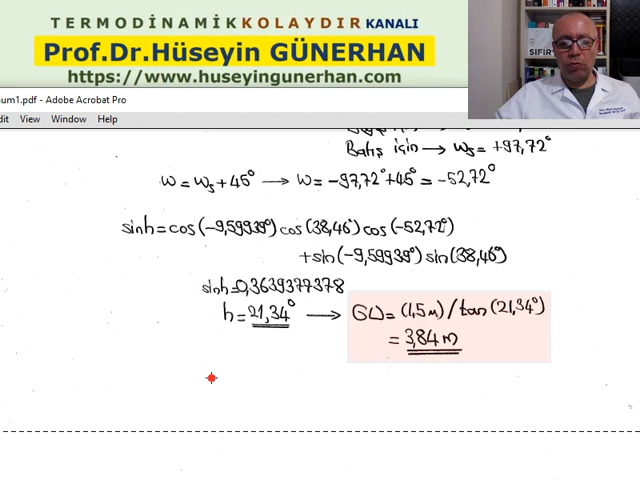 TERMODİNAMİKKOLAYDIR KANALI
Prof.Dr.Hüseyin GÜNERHAN
https://www.huseyingunerhan.com
um1.pdf - Adobe Acrobat Pro
dit View Window Help
SIFIR
Batış için → ws = +97,72°
w = ws + 45° → w = -97,72° + 45° = -52,72°
sinh = cos(-9,59939°) cos(38,46°) cos(-52,72°)
+ sin(-9,59939°) sin(38,46°)
sinh = 0,3639377378
h = 21,34° → GU = (1,5 m) / tan(21,34°)
= 3,84 m